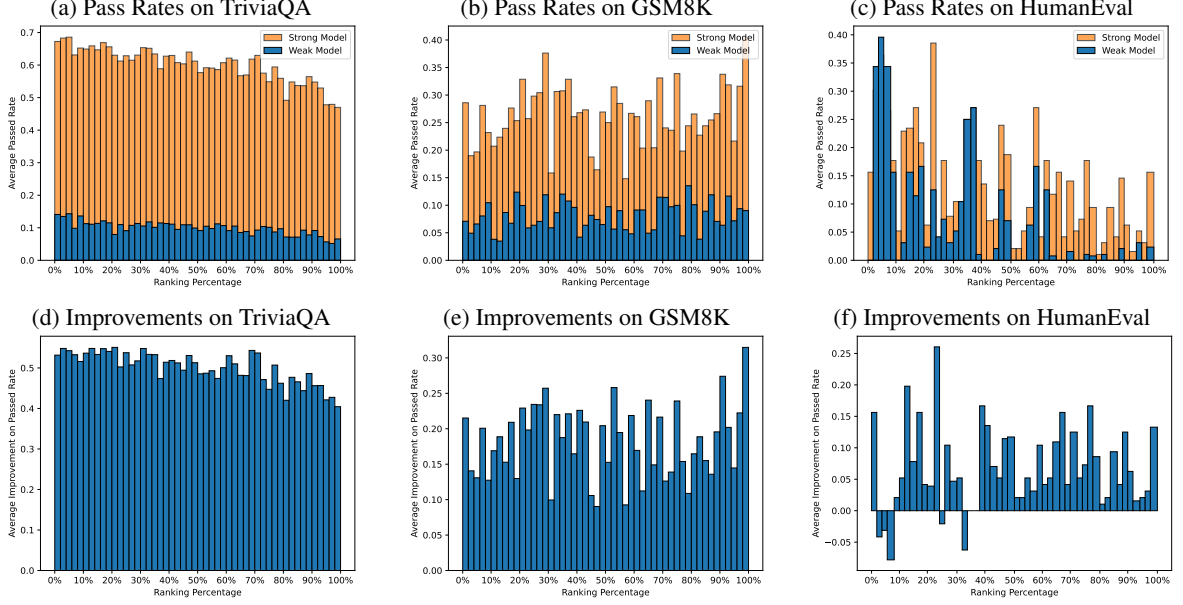 (a) Pass Rates on TriviaQA
0.7
0.6
0.5
0.4
0.3
0.2
0.1
0.0
Average Passed Rate
Strong Model
Weak Model
0% 10% 20% 30% 40% 50% 60% 70% 80% 90% 100%
Ranking Percentage
(b) Pass Rates on GSM8K
0.40
0.35
0.30
0.25
0.20
0.15
0.10
0.05
0.00
Average Passed Rate
Strong Model
Weak Model
0% 10% 20% 30% 40% 50% 60% 70% 80% 90% 100%
Ranking Percentage
(c) Pass Rates on HumanEval
0.40
0.35
0.30
0.25
0.20
0.15
0.10
0.05
0.00
Average Passed Rate
Strong Model
Weak Model
0% 10% 20% 30% 40% 50% 60% 70% 80% 90% 100%
Ranking Percentage
(d) Improvements on TriviaQA
0.5
0.4
0.3
0.2
0.1
0.0
Average Improvement on Passed Rate
0% 10% 20% 30% 40% 50% 60% 70% 80% 90% 100%
Ranking Percentage
(e) Improvements on GSM8K
0.30
0.25
0.20
0.15
0.10
0.05
0.00
Average Improvement on Passed Rate
0% 10% 20% 30% 40% 50% 60% 70% 80% 90% 100%
Ranking Percentage
(f) Improvements on HumanEval
0.25
0.20
0.15
0.10
0.05
0.00
−0.05
Average Improvement on Passed Rate
0% 10% 20% 30% 40% 50% 60% 70% 80% 90% 100%
Ranking Percentage